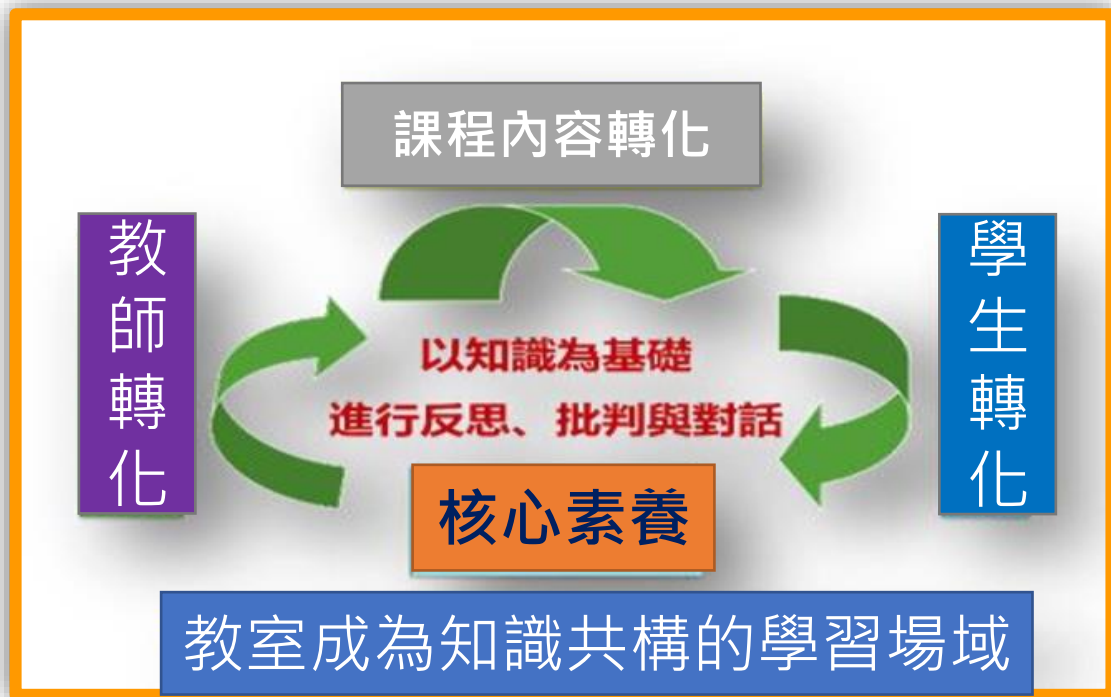 課程內容轉化
教師轉化
學生轉化
以知識為基礎
進行反思、批判與對話
核心素養
教室成為知識共構的學習場域